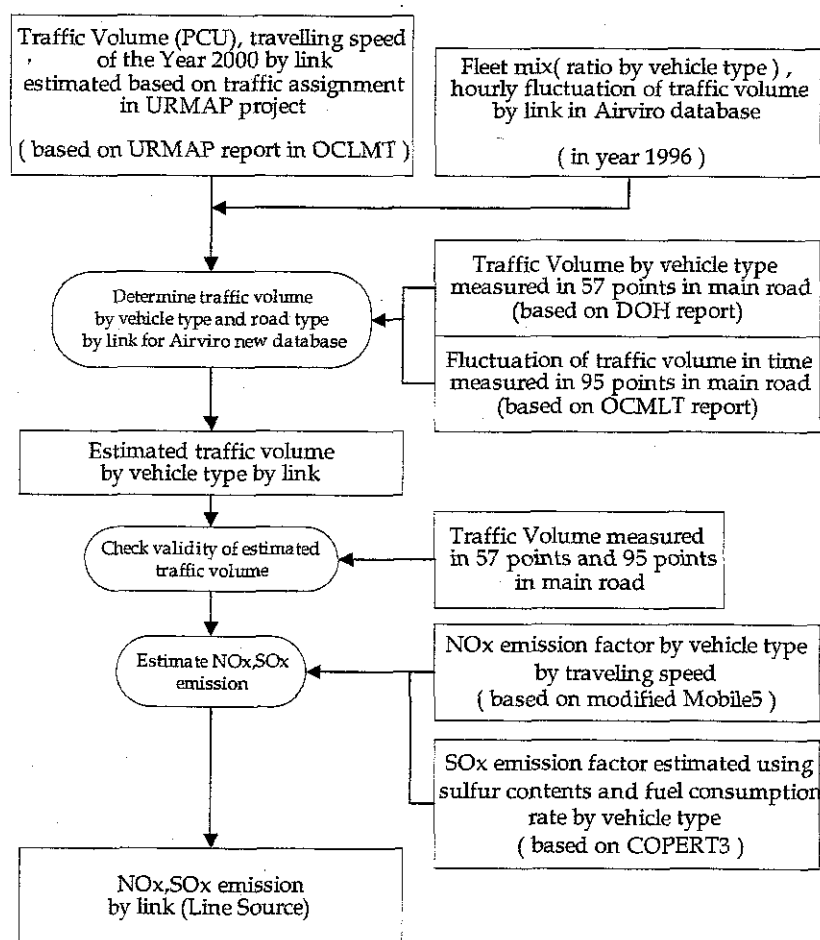 Traffic Volume (PCU), travelling speed
of the Year 2000 by link
estimated based on traffic assignment
in URMAP project
( based on URMAP report in OCLMT )
Fleet mix( ratio by vehicle type ) ,
hourly fluctuation of traffic volume
by link in Airviro database
( in year 1996 )
Determine traffic volume
by vehicle type and road type
by link for Airviro new database
Traffic Volume by vehicle type
measured in 57 points in main road
(based on DOH report)
Fluctuation of traffic volume in time
measured in 95 points in main road
(based on OCMLT report)
Estimated traffic volume
by vehicle type by link
Check validity of estimated
traffic volume
Traffic Volume measured
in 57 points and 95 points
in main road
Estimate NOx,SOx
emission
NOx emission factor by vehicle type
by traveling speed
( based on modified Mobile5 )
SOx emission factor estimated using
sulfur contents and fuel consumption
rate by vehicle type
( based on COPERT3 )
NOx,SOx emission
by link (Line Source)